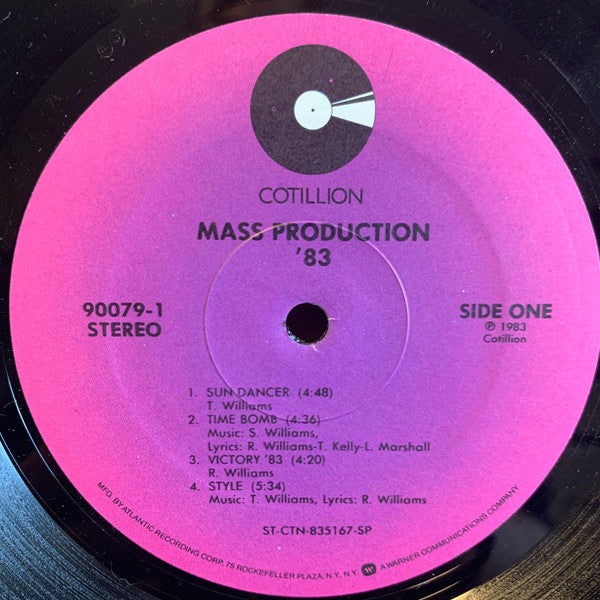 COTILLION
MASS PRODUCTION
'83
90079-1
STEREO
SIDE ONE
℗ 1983
Cotillion
1. SUN DANCER (4:48)
T. Williams
2. TIME BOMB (4:36)
Music: S. Williams,
Lyrics: R. Williams-T. Kelly-L. Marshall
3. VICTORY '83 (4:20)
R. Williams
4. STYLE (5:34)
Music: T. Williams, Lyrics: R. Williams
ST-CTN-835167-SP
MFG. BY ATLANTIC RECORDING CORP. 75 ROCKEFELLER PLAZA, N.Y., N.Y. A WARNER COMMUNICATIONS COMPANY